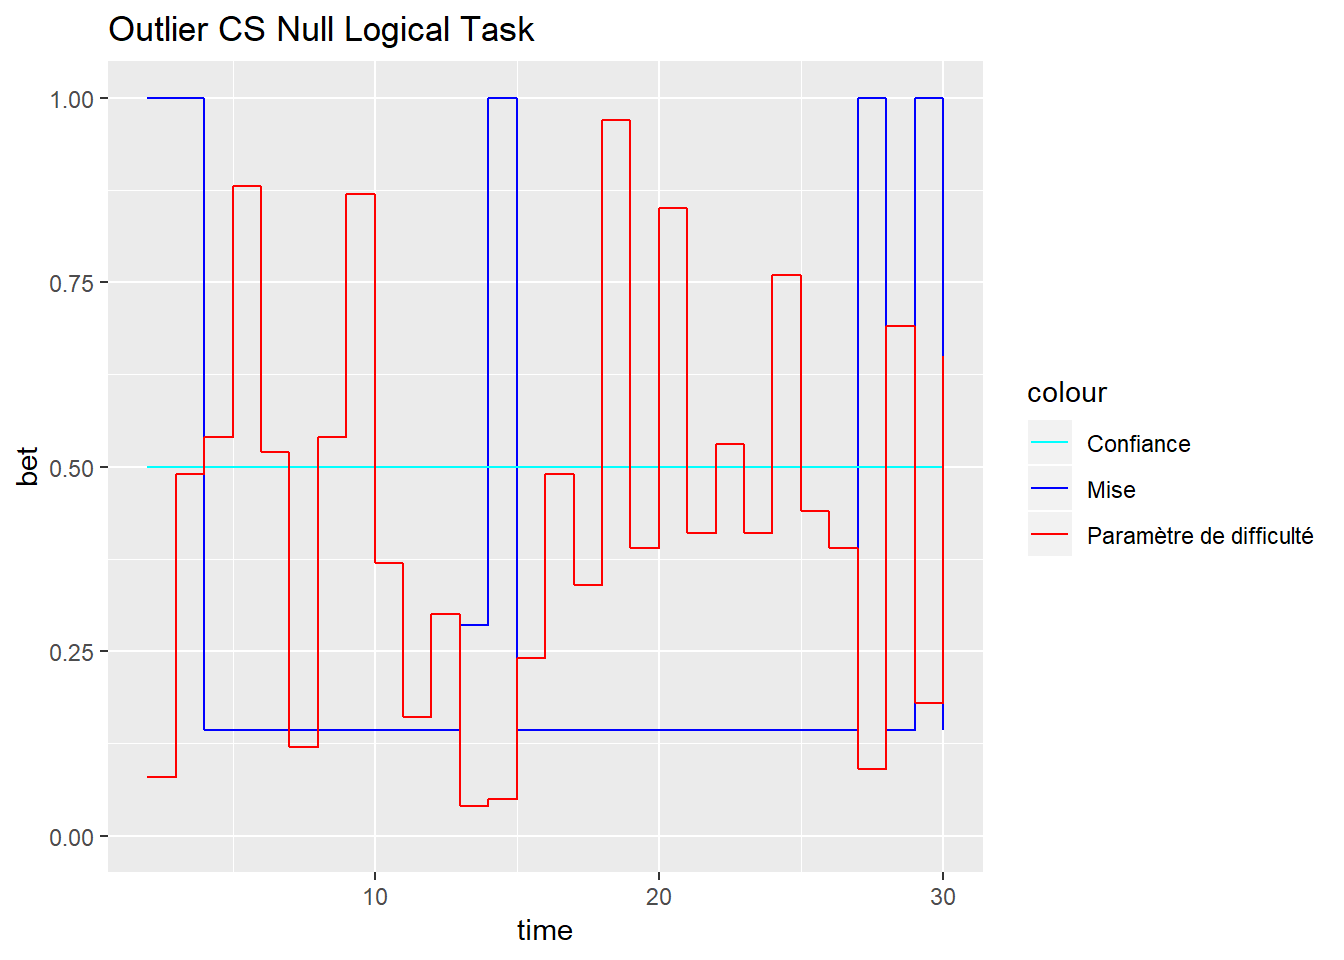 Outlier CS Null Logical Task
1.00
0.75
0.50
0.25
0.00
bet
10
20
30
time
colour
Confiance
Mise
Paramètre de difficulté